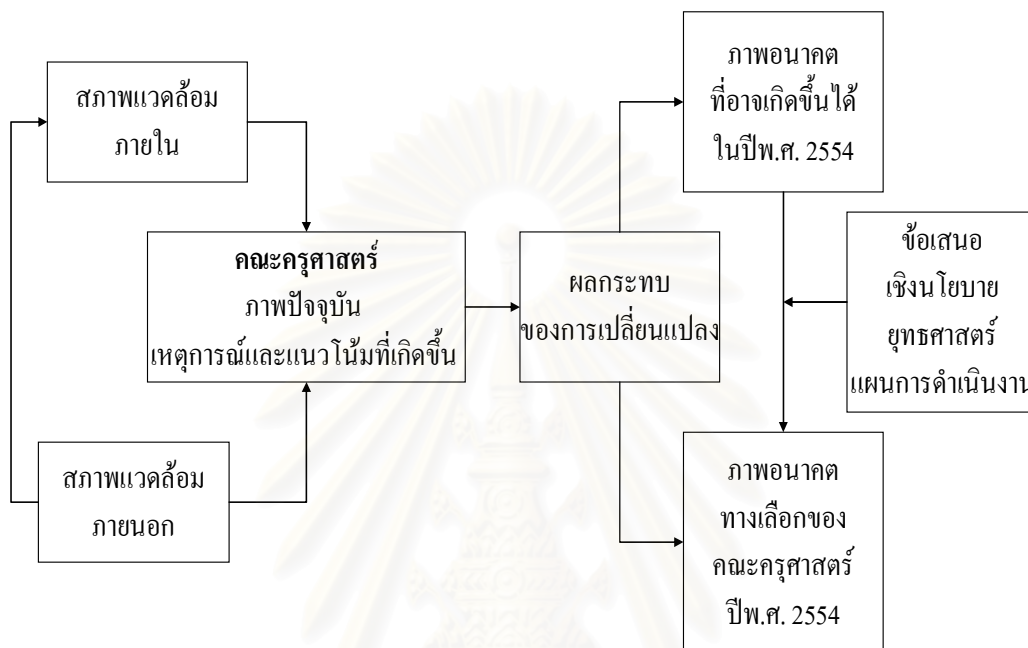 สภาพแวดล้อม
ภายใน
สภาพแวดล้อม
ภายนอก
คณะครุศาสตร์
ภาพปัจจุบัน
เหตุการณ์และแนวโน้มที่เกิดขึ้น
ผลกระทบ
ของการเปลี่ยนแปลง
ภาพอนาคต
ที่อาจเกิดขึ้นได้
ในปีพ.ศ. 2554
ข้อเสนอ
เชิงนโยบาย
ยุทธศาสตร์
แผนการดำเนินงาน
ภาพอนาคต
ทางเลือกของ
คณะครุศาสตร์
ปีพ.ศ. 2554